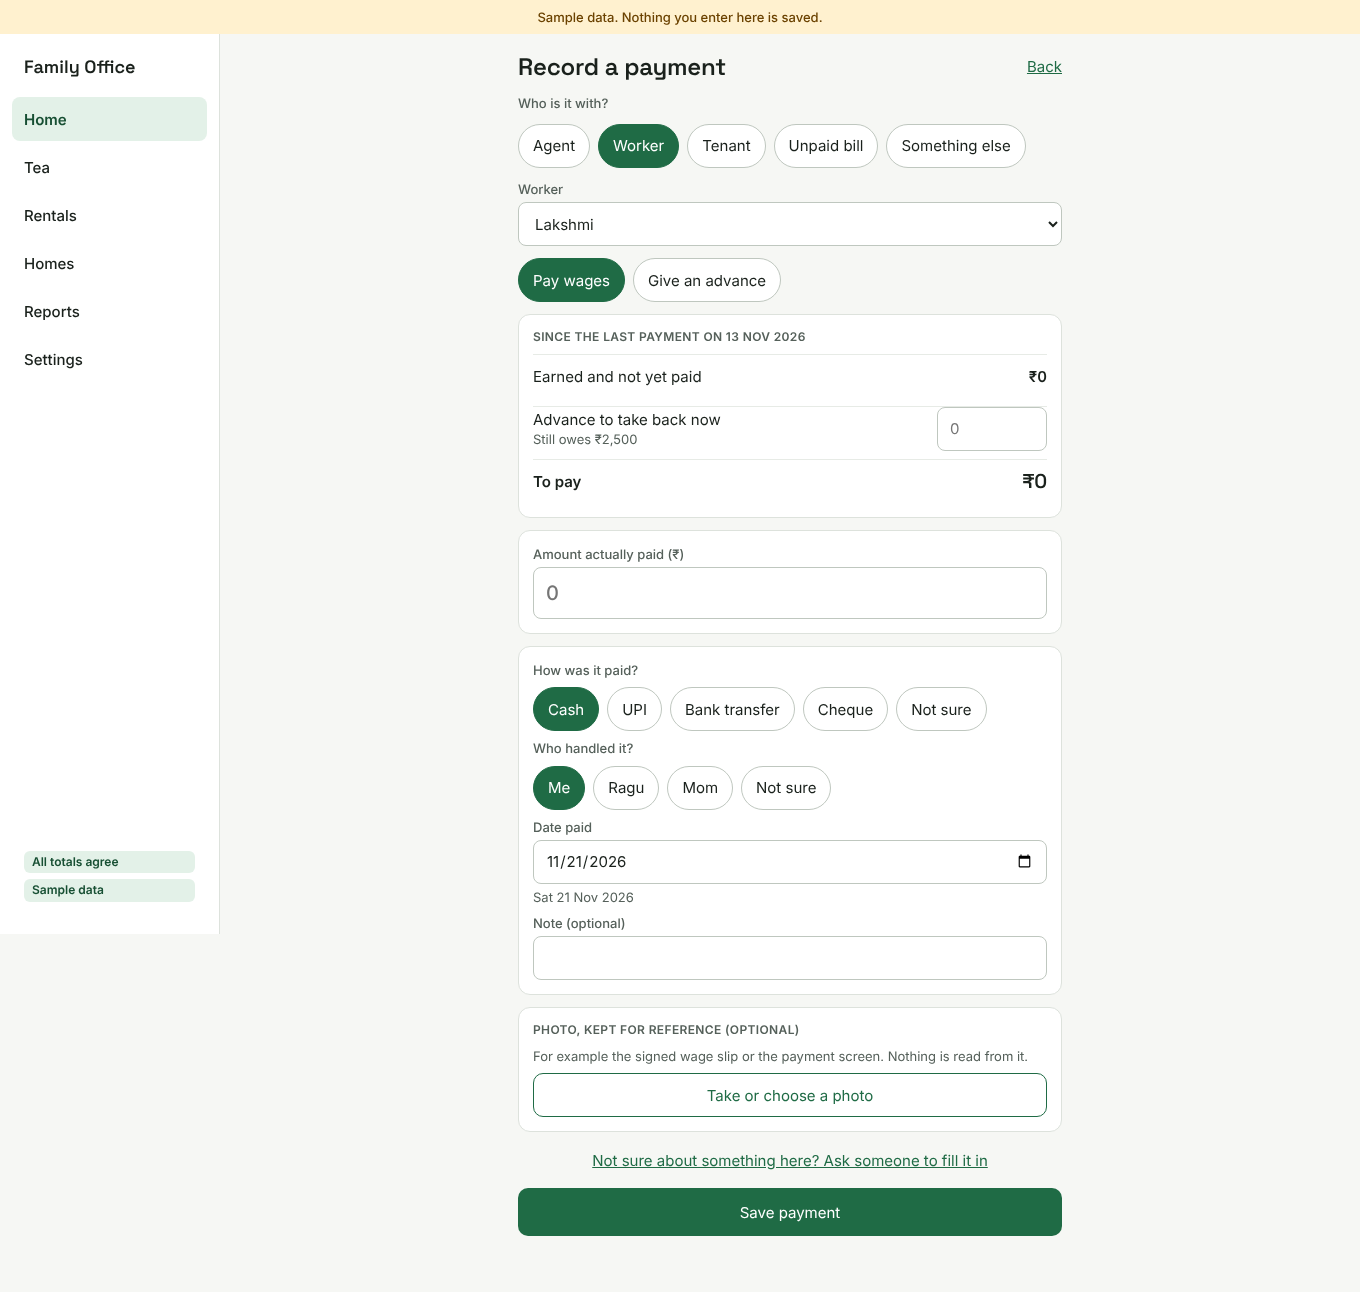 Sample data. Nothing you enter here is saved.
Family Office
Home
Tea
Rentals
Homes
Reports
Settings
All totals agree
Sample data
Record a payment
Back
Who is it with?
Agent
Worker
Tenant
Unpaid bill
Something else
Worker
Lakshmi
Pay wages
Give an advance
SINCE THE LAST PAYMENT ON 13 NOV 2026
Earned and not yet paid
₹0
Advance to take back now
Still owes ₹2,500
0
To pay
₹0
Amount actually paid (₹)
0
How was it paid?
Cash
UPI
Bank transfer
Cheque
Not sure
Who handled it?
Me
Ragu
Mom
Not sure
Date paid
11/21/2026
Sat 21 Nov 2026
Note (optional)
PHOTO, KEPT FOR REFERENCE (OPTIONAL)
For example the signed wage slip or the payment screen. Nothing is read from it.
Take or choose a photo
Not sure about something here? Ask someone to fill it in
Save payment